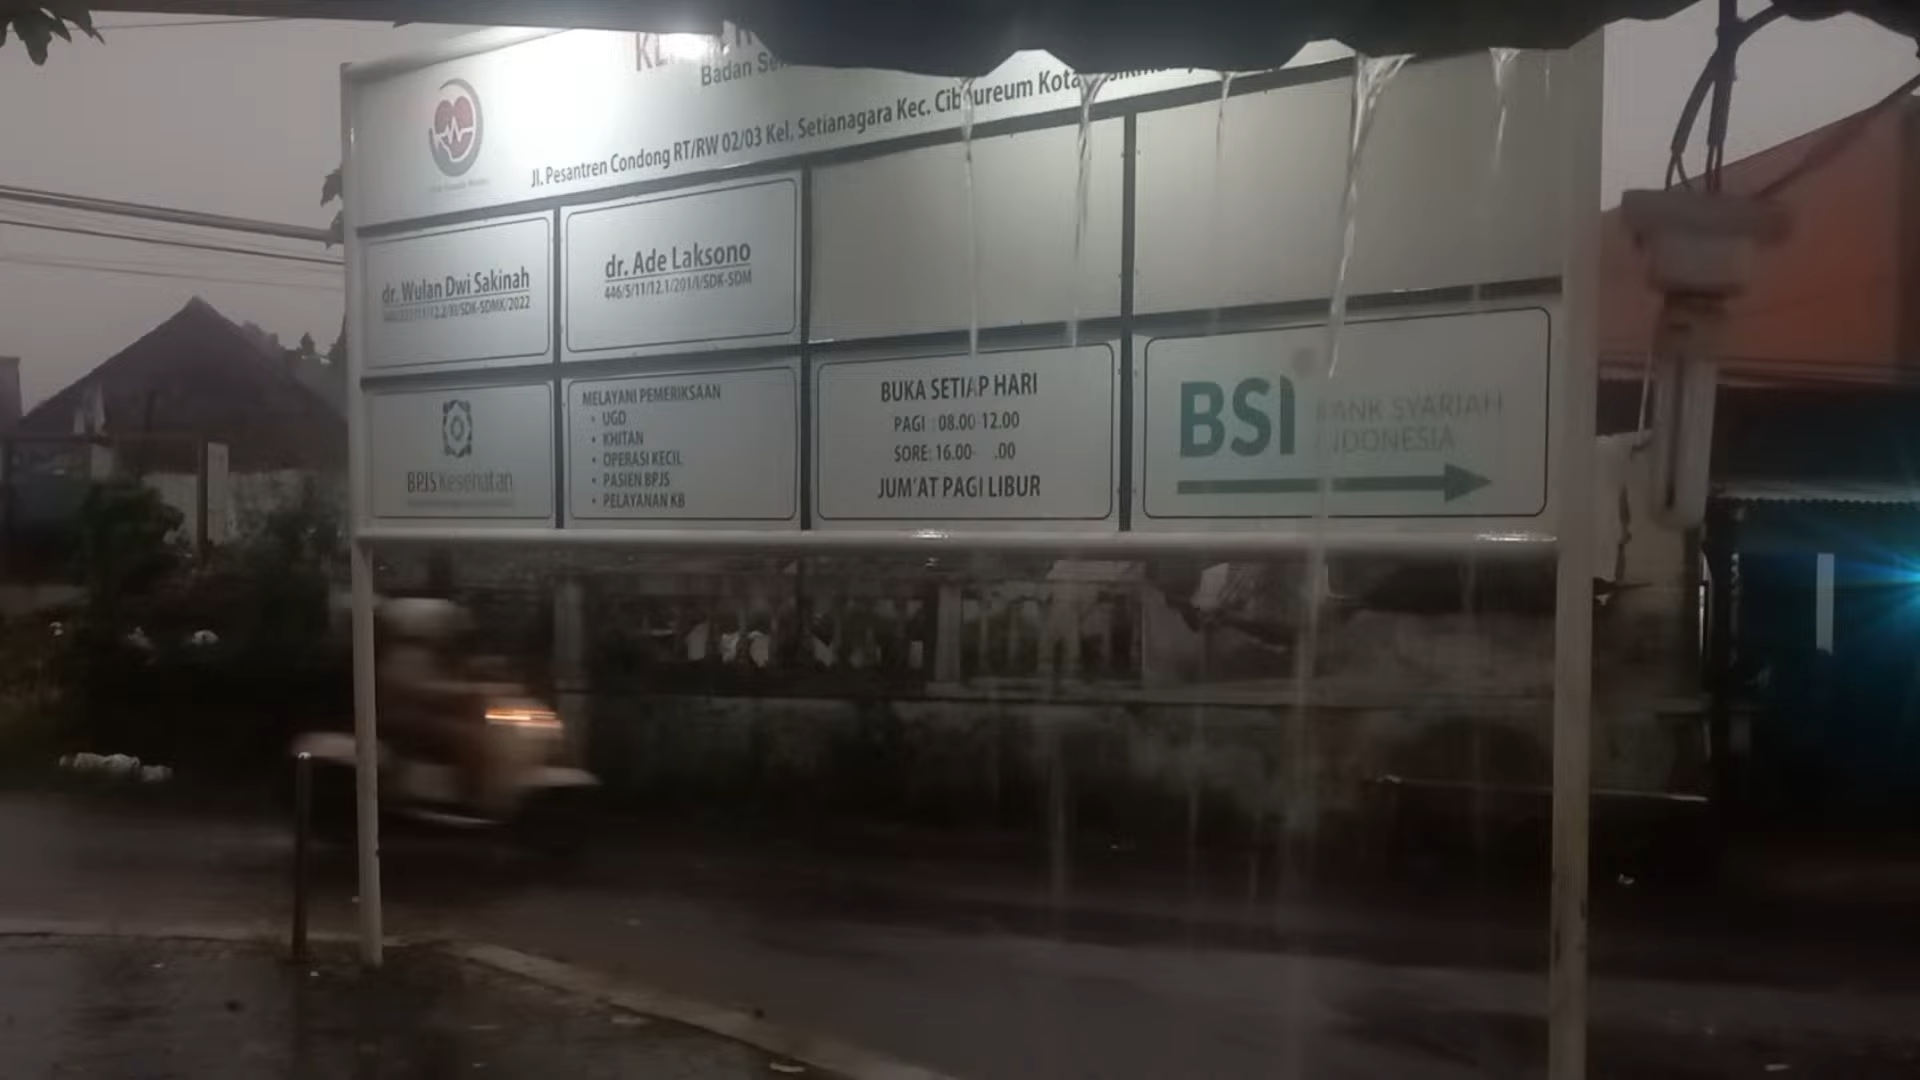 Badan
Jl. Pesantren Condong RT/RW 02/03 Kel. Setianagara Kec. Cibeureum Kota
dr. Wulan Dwi Sakinah
dr. Ade Laksono
446/5/11/12.1/201/I/SDK-SDM
BPJS Kesehatan
MELAYANI PEMERIKSAAN
• UGD
• KHITAN
• OPERASI KECIL
• PASIEN BPJS
• PELAYANAN KB
BUKA SETIAP HARI
PAGI : 08.00 12.00
SORE: 16.00- .00
JUM'AT PAGI LIBUR
BSI BANK SYARIAH
INDONESIA